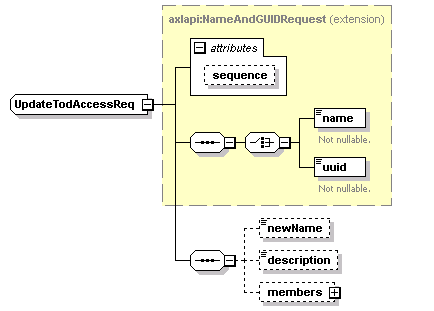 axlapi:NameAndGUIDRequest (extension)
attributes
sequence
UpdateTodAccessReq
name
Not nullable.
uuid
Not nullable.
newName
description
members